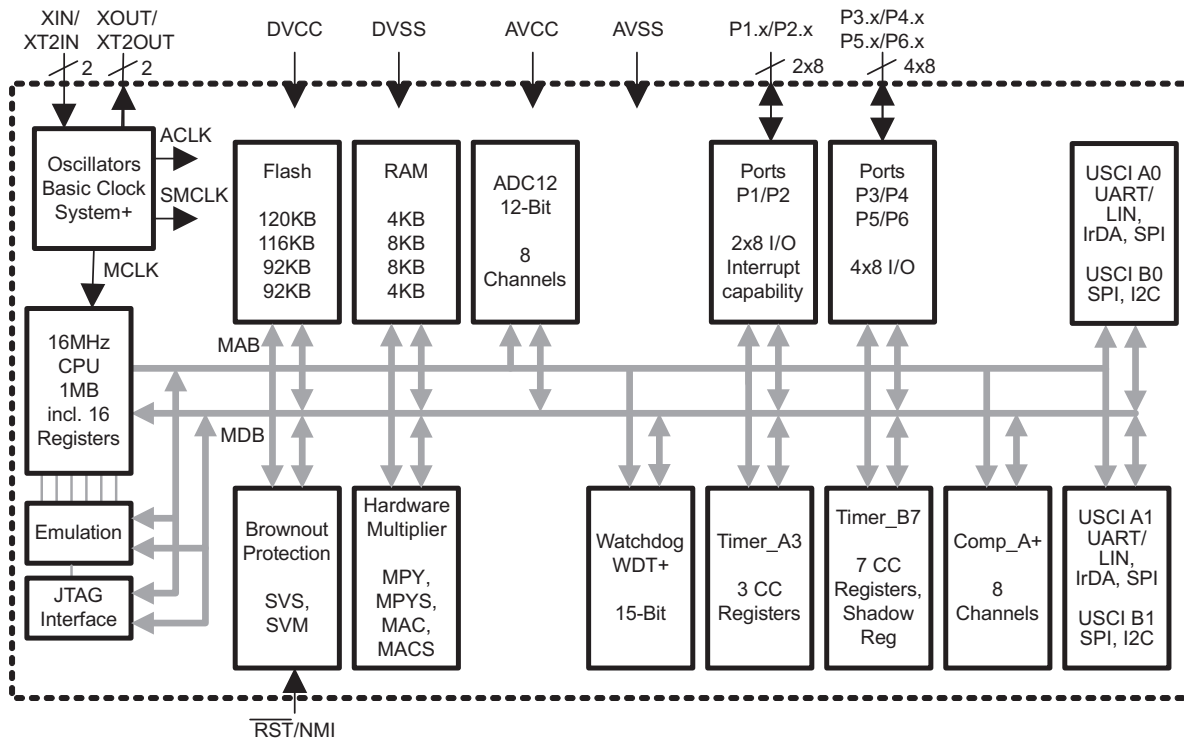 XIN/
XT2IN
XOUT/
XT2OUT
DVCC
DVSS
AVCC
AVSS
P1.x/P2.x
P3.x/P4.x
P5.x/P6.x
2
2
2x8
4x8
Oscillators
Basic Clock
System+
ACLK
SMCLK
MCLK
Flash
120KB
116KB
92KB
92KB
RAM
4KB
8KB
8KB
4KB
ADC12
12-Bit
8
Channels
Ports
P1/P2
2x8 I/O
Interrupt
capability
Ports
P3/P4
P5/P6
4x8 I/O
USCI A0
UART/
LIN,
IrDA, SPI
USCI B0
SPI, I2C
16MHz
CPU
1MB
incl. 16
Registers
MAB
MDB
Emulation
JTAG
Interface
Brownout
Protection
SVS,
SVM
Hardware
Multiplier
MPY,
MPYS,
MAC,
MACS
Watchdog
WDT+
15-Bit
Timer_A3
3 CC
Registers
Timer_B7
7 CC
Registers,
Shadow
Reg
Comp_A+
8
Channels
USCI A1
UART/
LIN,
IrDA, SPI
USCI B1
SPI, I2C
RST/NMI